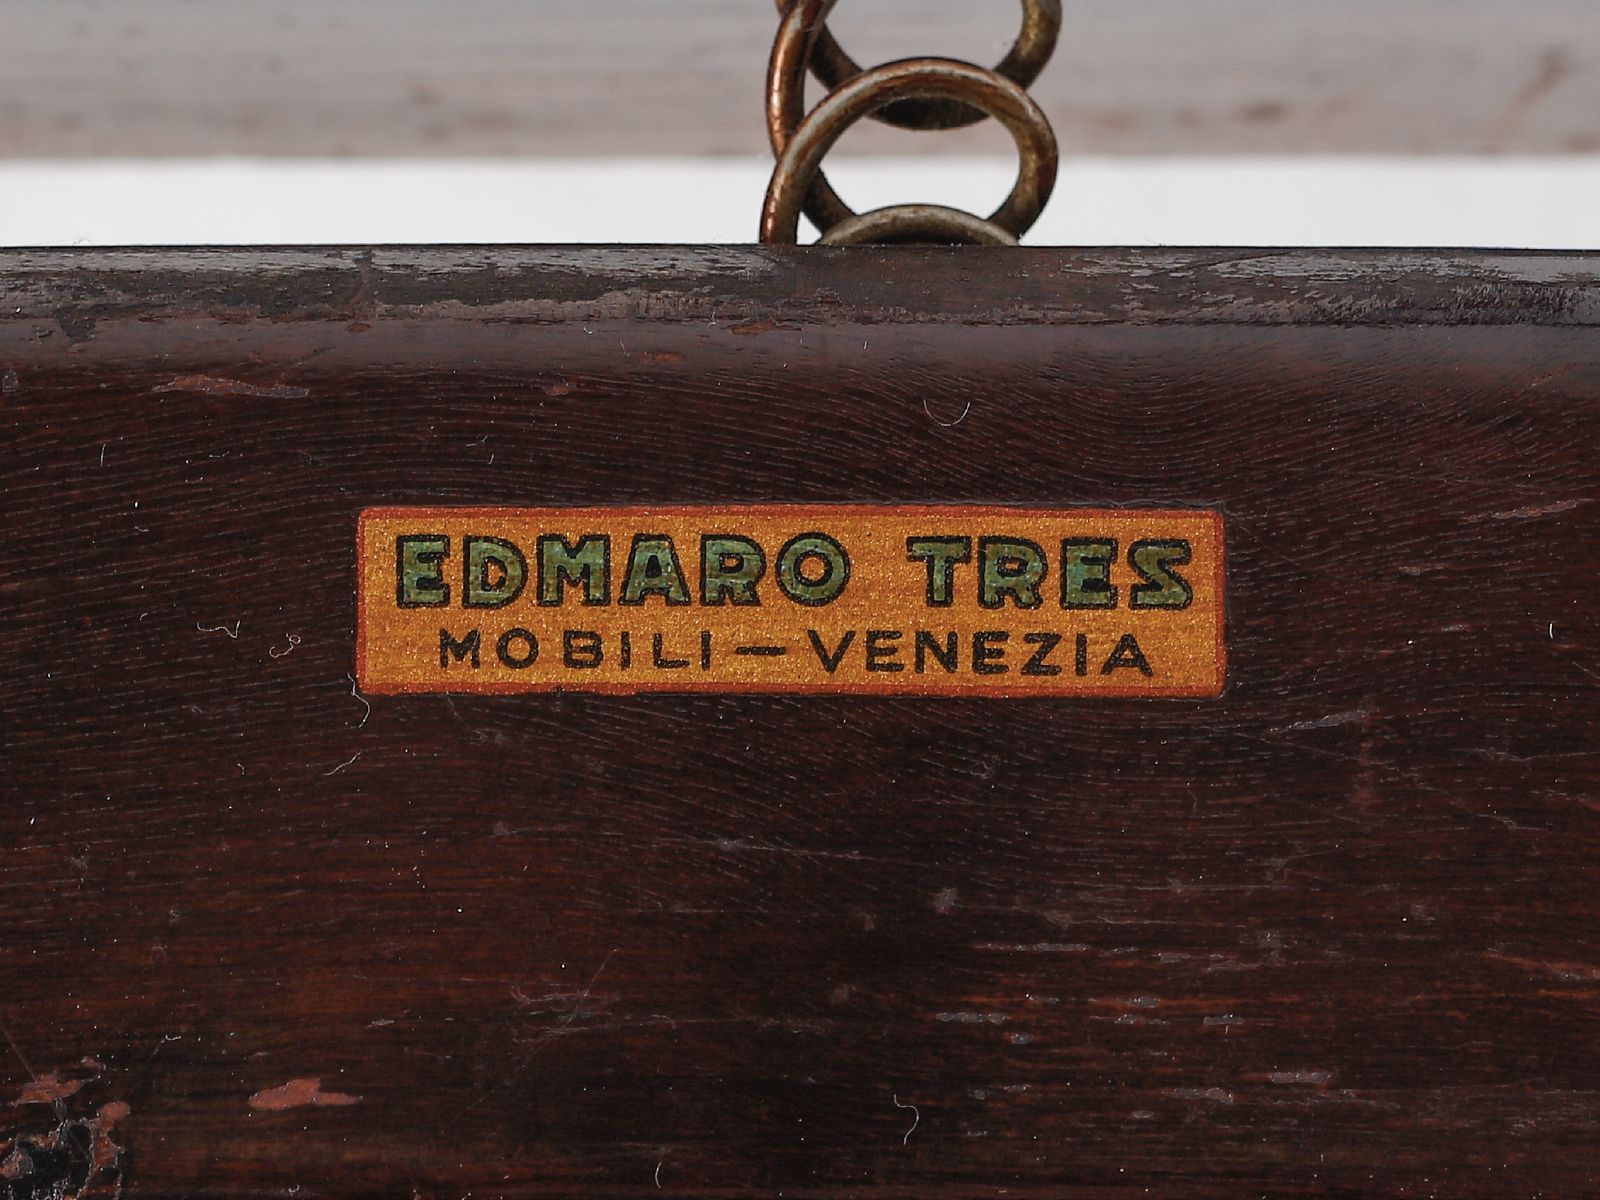 EDMARO TRES
MOBILI – VENEZIA